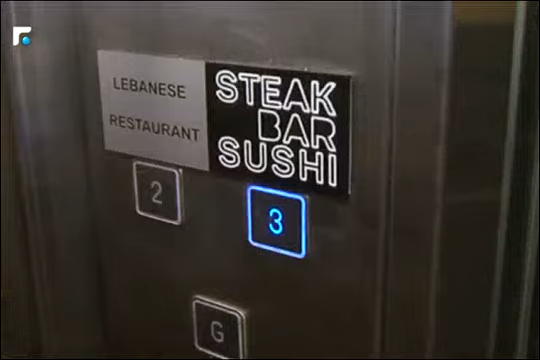 LEBANESE
RESTAURANT
STEAK
BAR
SUSHI
2
3
G